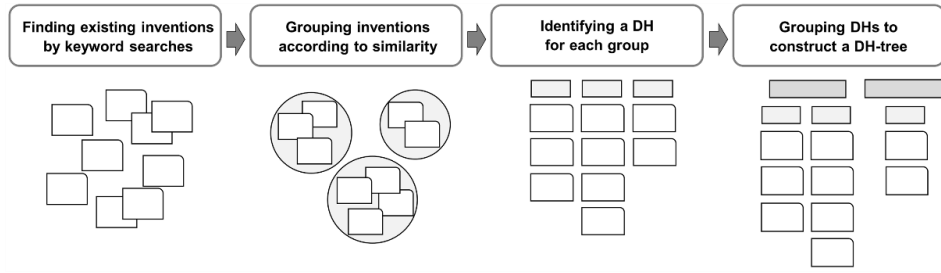 Finding existing inventions
by keyword searches
Grouping inventions
according to similarity
Identifying a DH
for each group
Grouping DHs to
construct a DH-tree